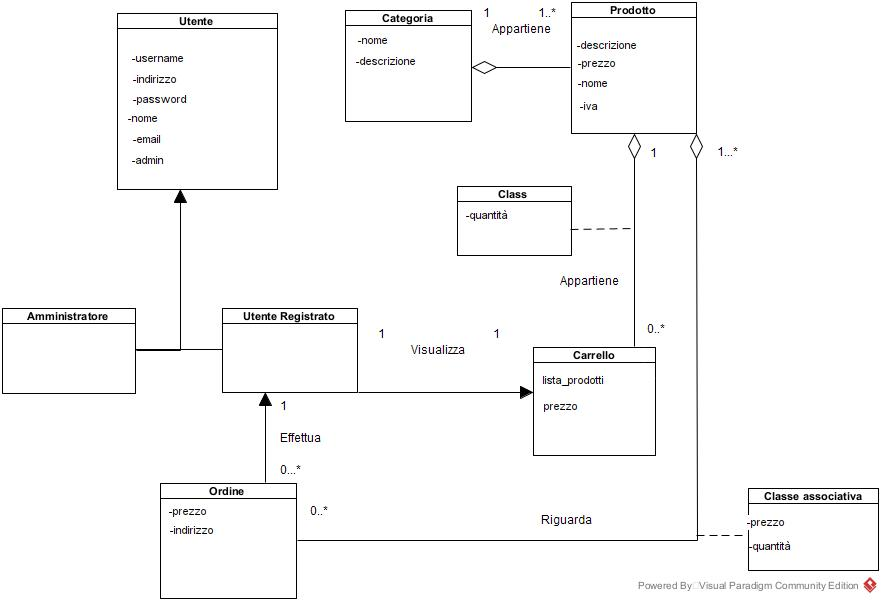 Utente
-username
-indirizzo
-password
-nome
-email
-admin
Categoria
-nome
-descrizione
1
1..*
Appartiene
Prodotto
-descrizione
-prezzo
-nome
-iva
1
1...*
Class
-quantità
Appartiene
0..*
Amministratore
Utente Registrato
1
1
Visualizza
Carrello
lista_prodotti
prezzo
1
Effettua
0...*
Ordine
-prezzo
-indirizzo
0..*
Riguarda
Classe associativa
-prezzo
-quantità
Powered By Visual Paradigm Community Edition